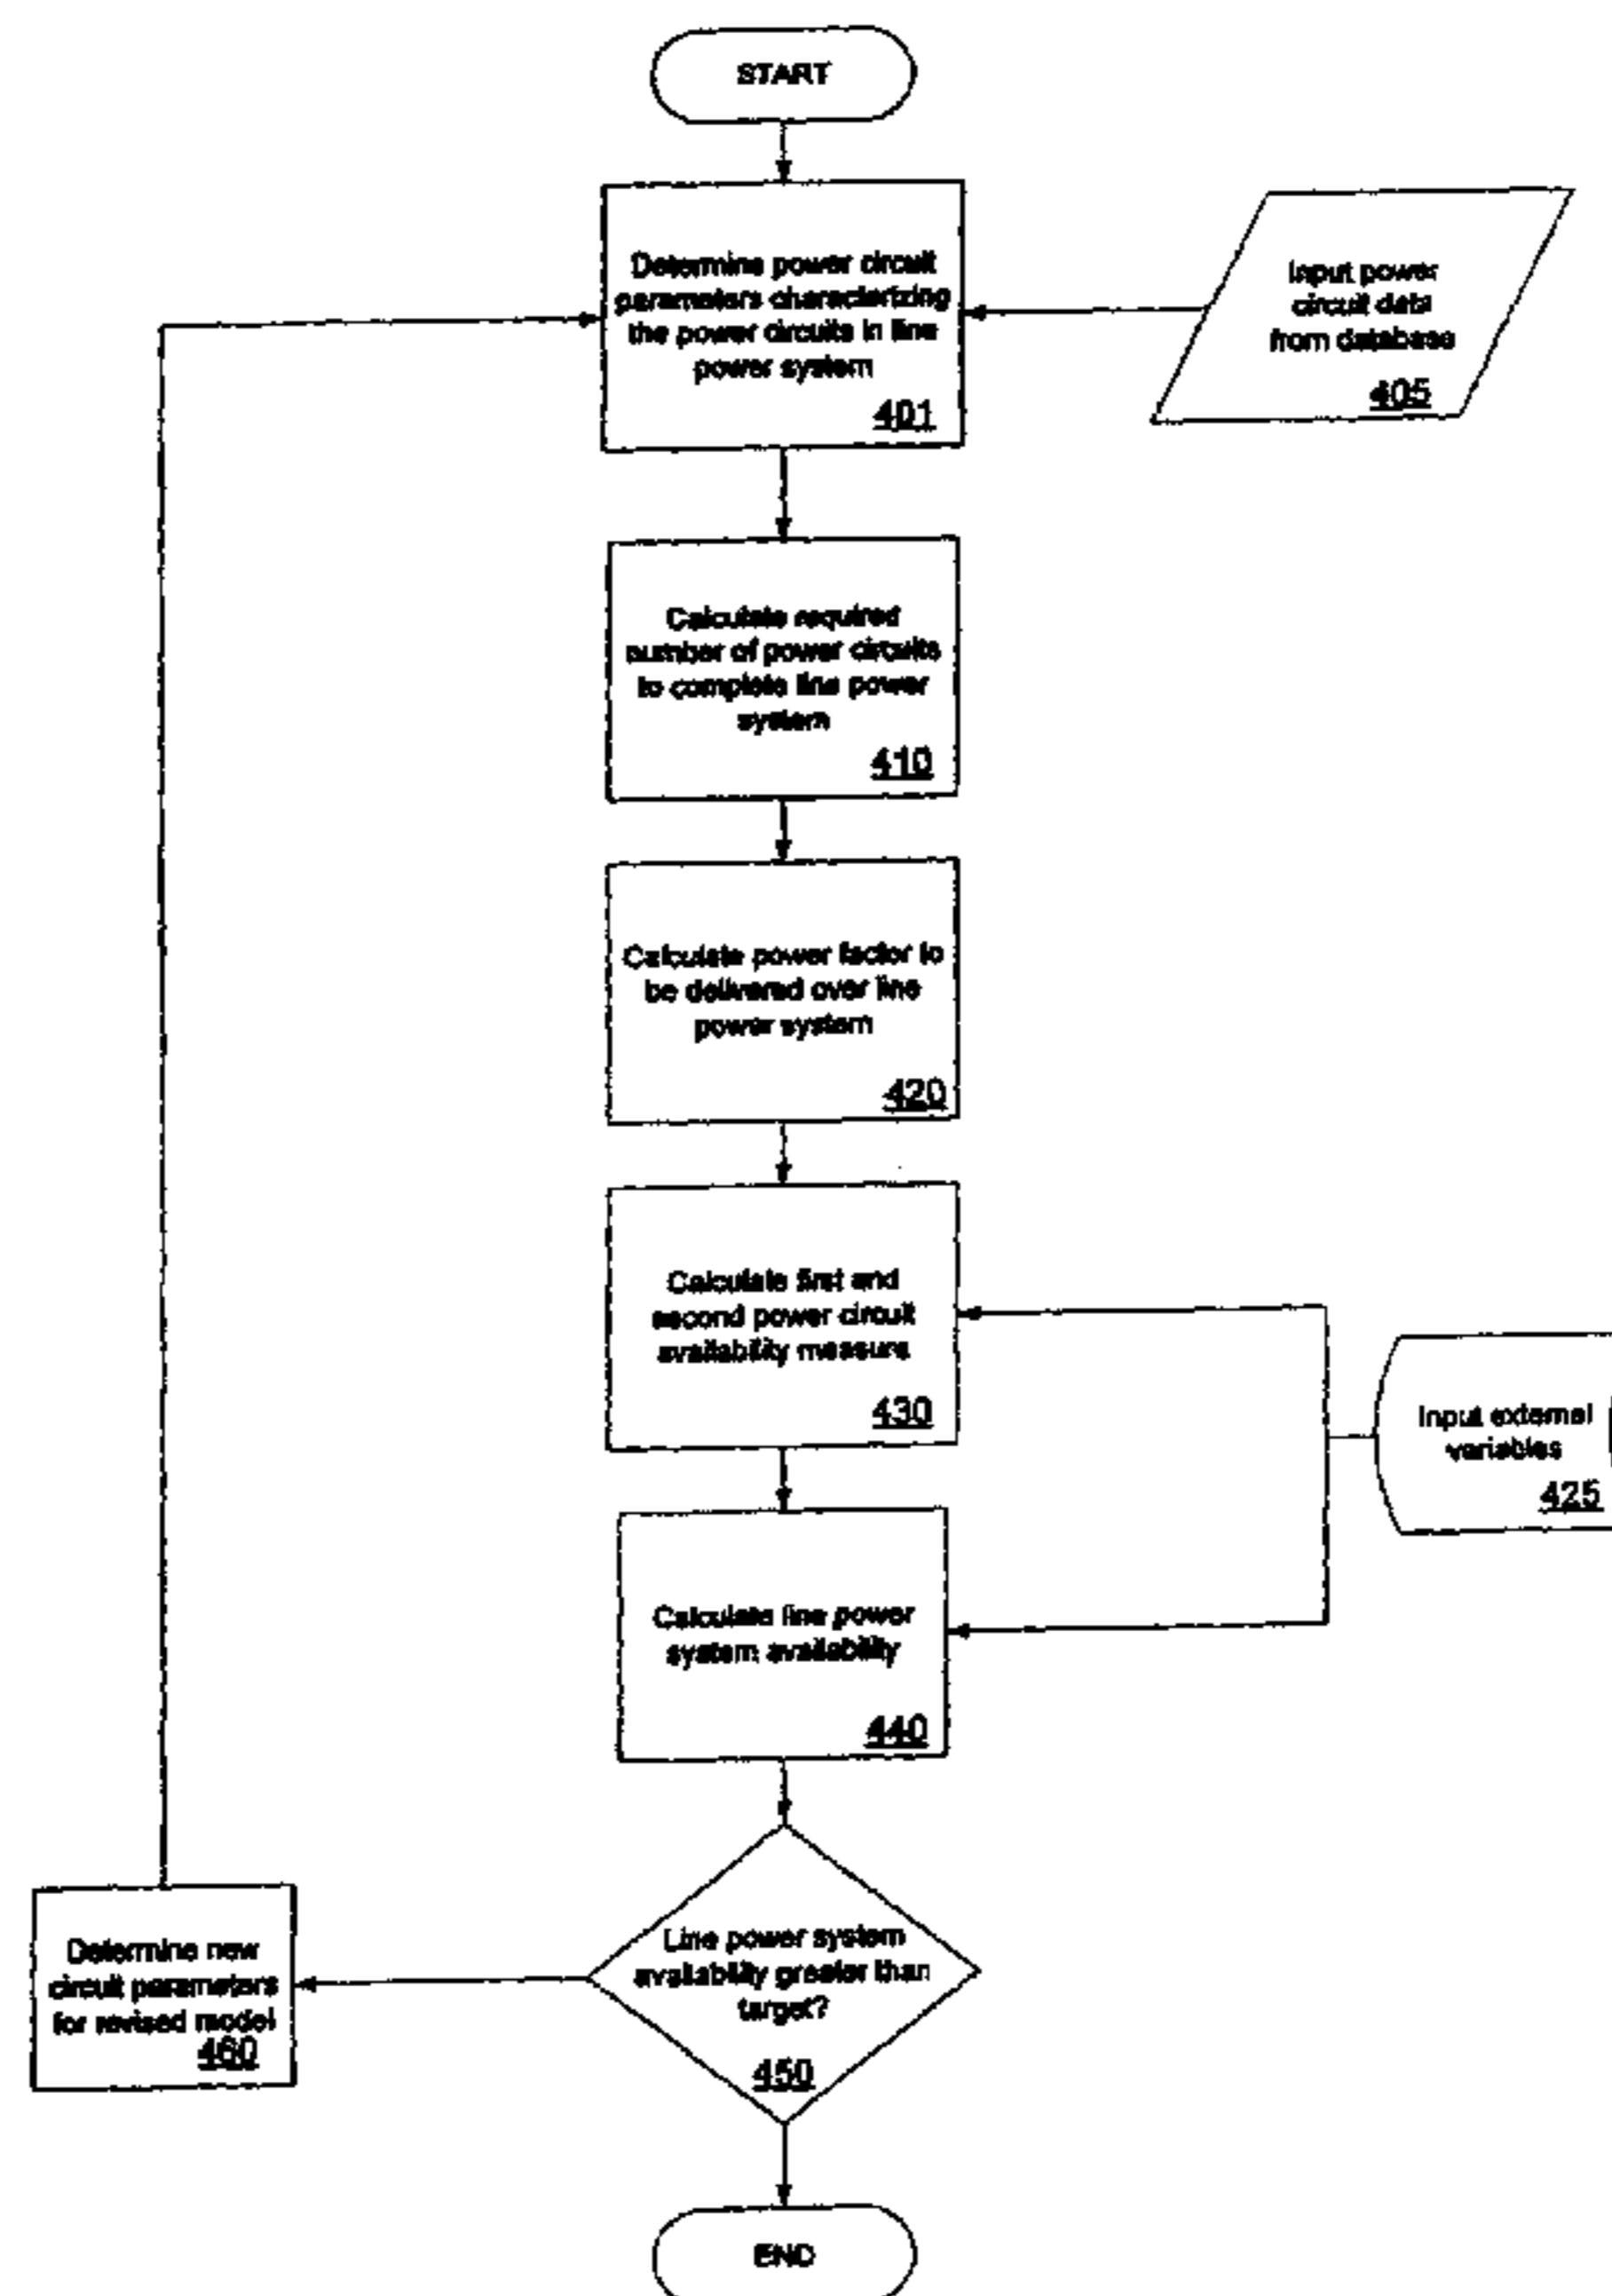 START
Determine power circuit
parameters characterizing
the power circuits in line
power system
401
Input power
circuit data
from database
405
Calculate required
number of power circuits
to complete line power
system
410
Calculate power factor to
be delivered over line
power system
420
Calculate first and
second power circuit
availability measure
430
Input external
variables
425
Calculate line power
system availability
440
Line power system
availability greater than
target?
450
Determine new
circuit parameters
for revised model
460
END